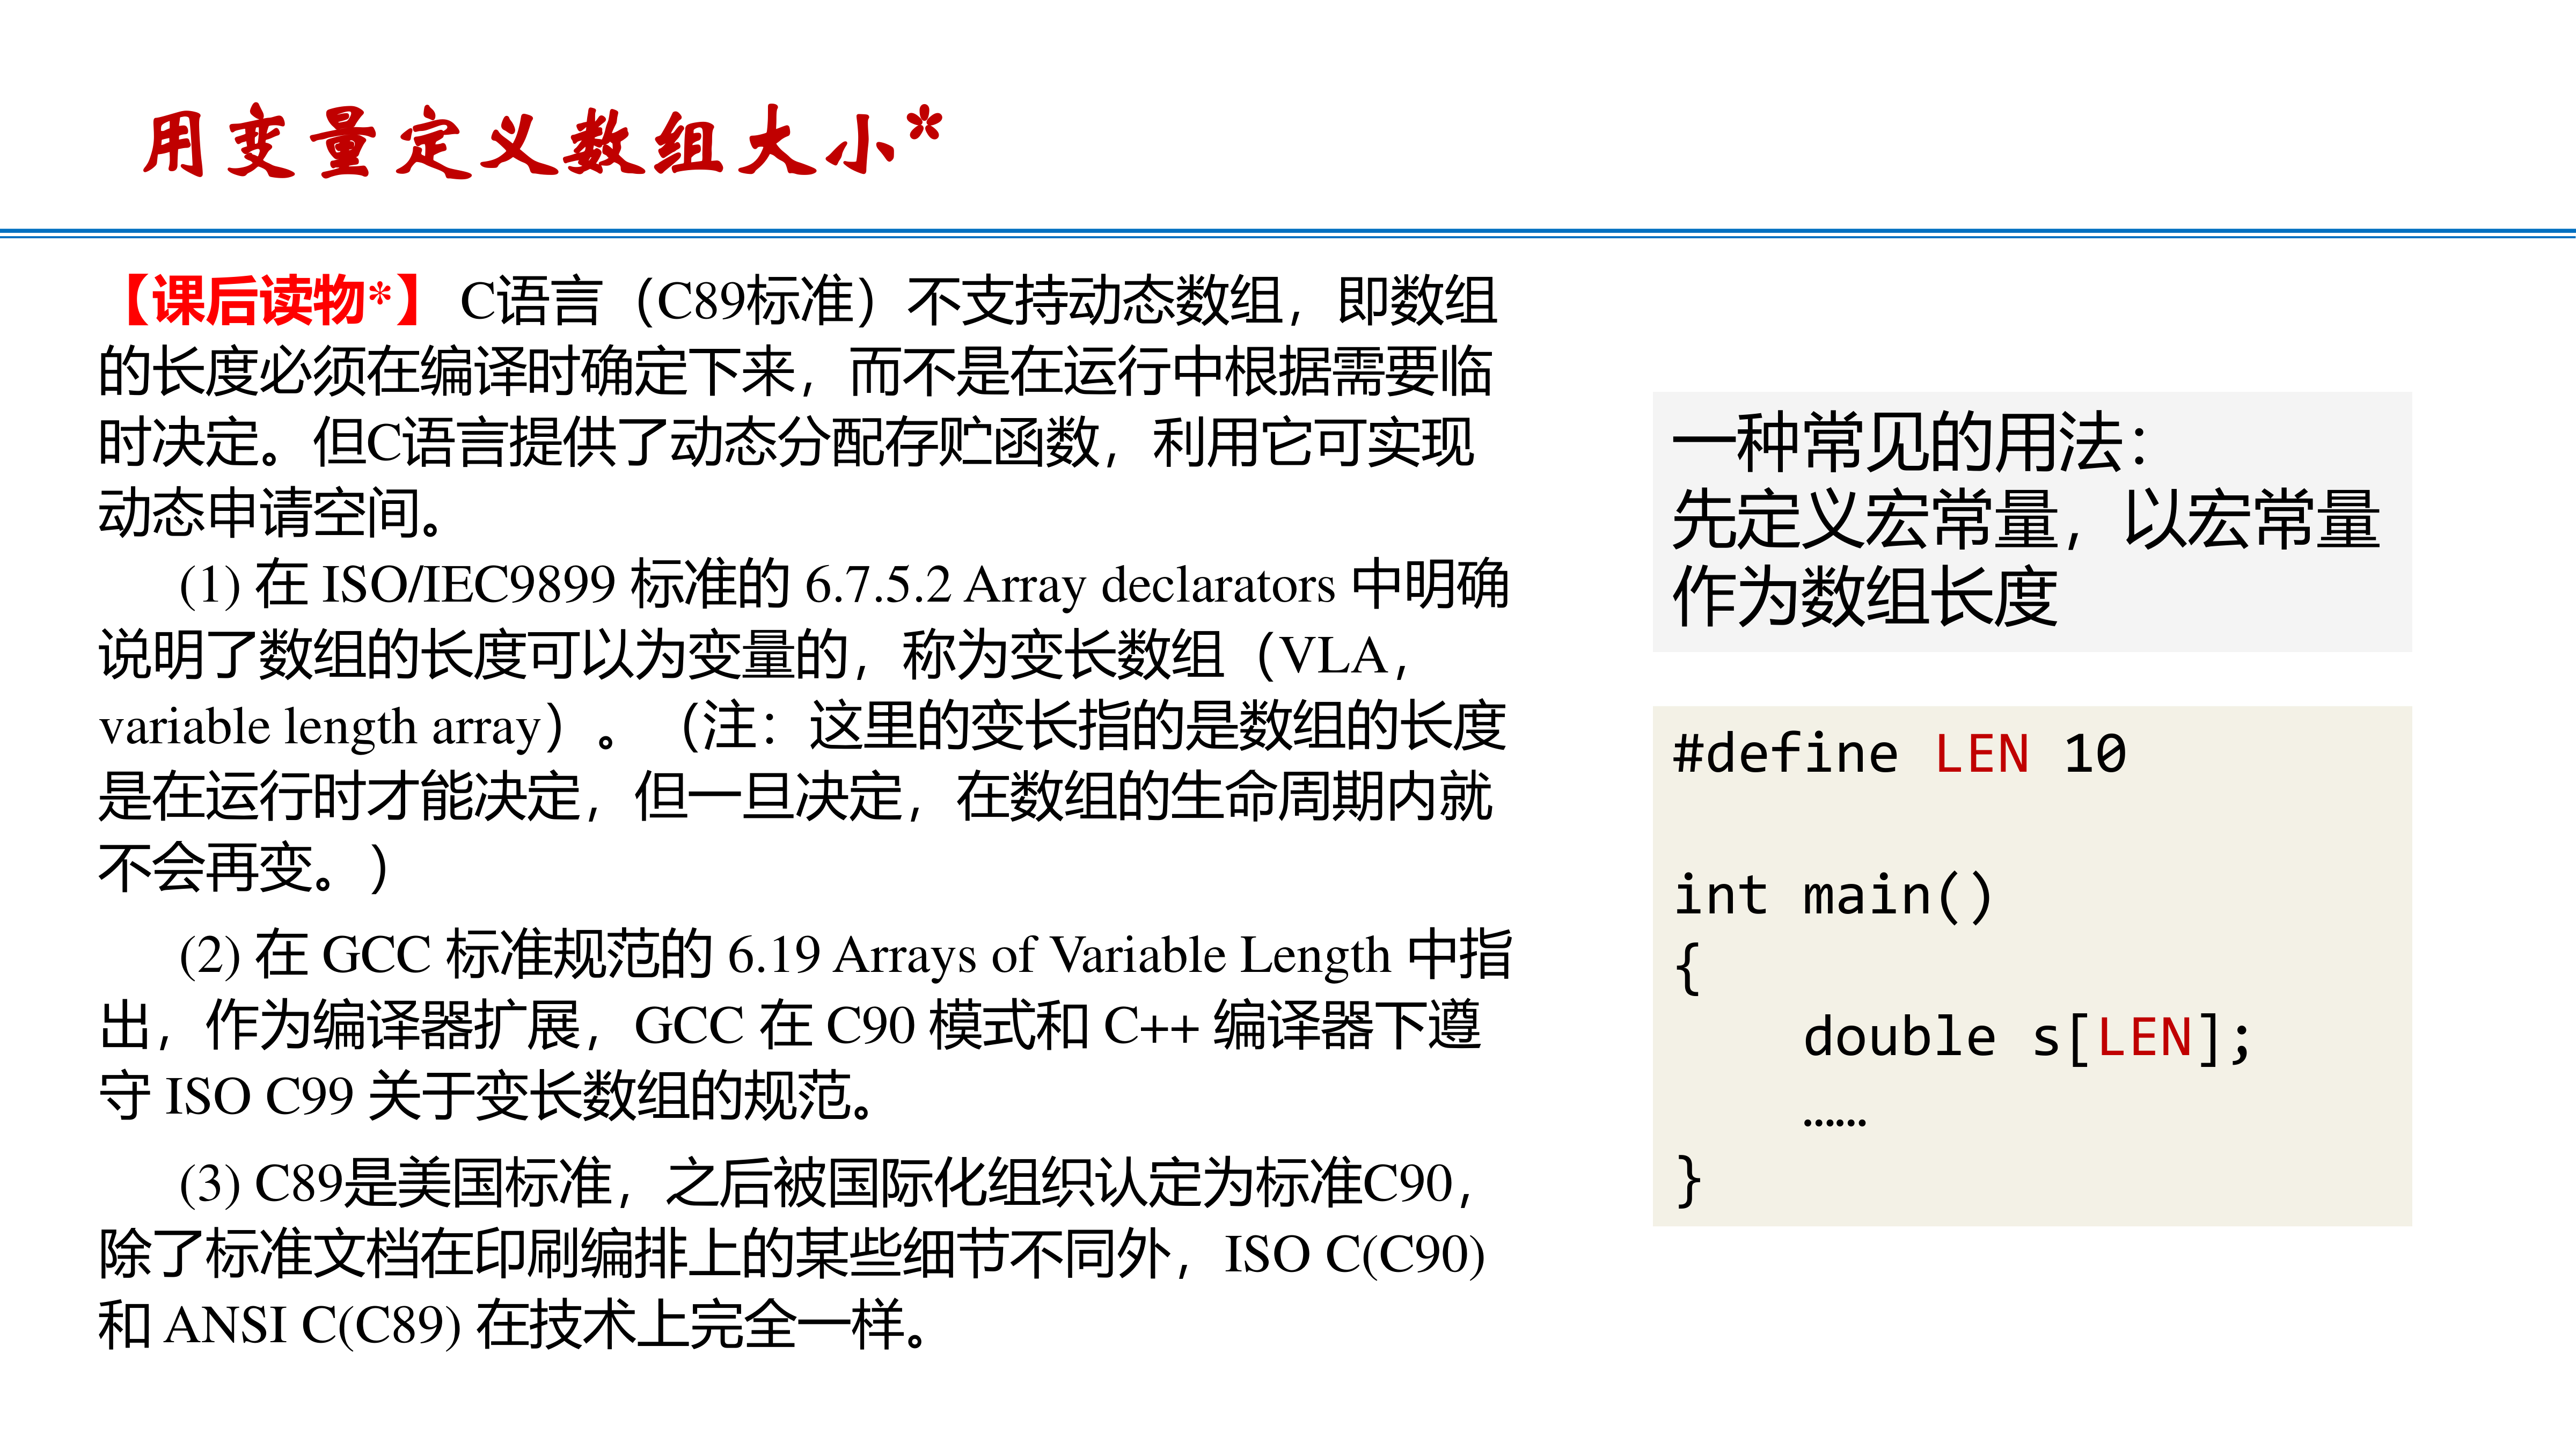 用变量定义数组大小*
【课后读物*】 C语言（C89标准）不支持动态数组，即数组
的长度必须在编译时确定下来，而不是在运行中根据需要临
时决定。但C语言提供了动态分配存贮函数，利用它可实现
动态申请空间。
(1) 在 ISO/IEC9899 标准的 6.7.5.2 Array declarators 中明确
说明了数组的长度可以为变量的，称为变长数组（VLA，
variable length array）。（注：这里的变长指的是数组的长度
是在运行时才能决定，但一旦决定，在数组的生命周期内就
不会再变。）
(2) 在 GCC 标准规范的 6.19 Arrays of Variable Length 中指
出，作为编译器扩展，GCC 在 C90 模式和 C++ 编译器下遵
守 ISO C99 关于变长数组的规范。
(3) C89是美国标准，之后被国际化组织认定为标准C90，
除了标准文档在印刷编排上的某些细节不同外，ISO C(C90)
和 ANSI C(C89) 在技术上完全一样。
一种常见的用法：
先定义宏常量，以宏常量
作为数组长度
#define LEN 10
int main()
{
    double s[LEN];
    ……
}